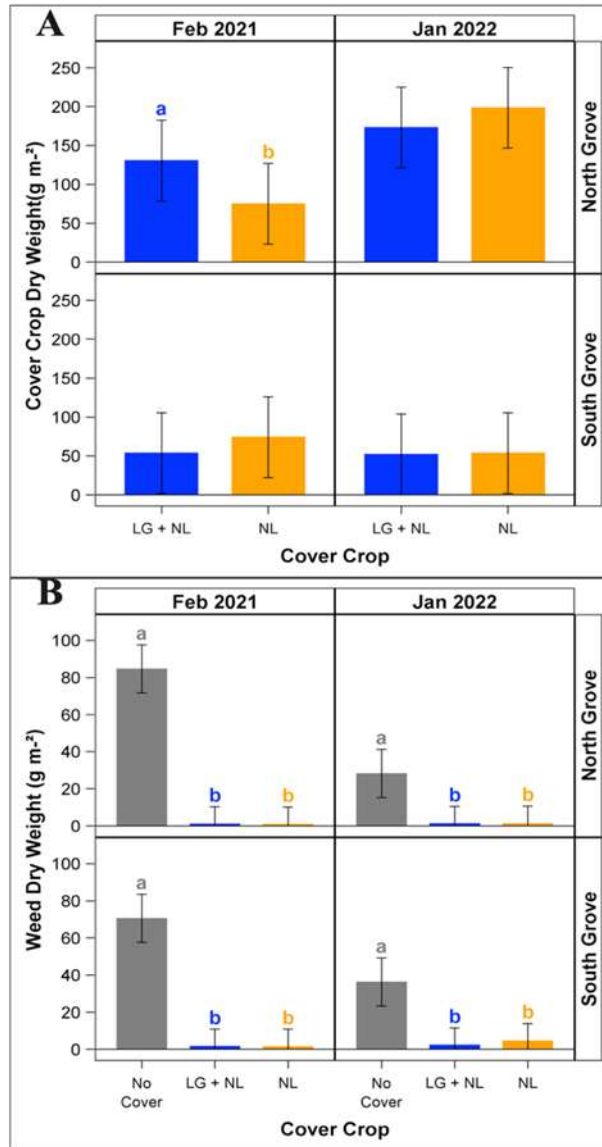 A
Feb 2021
Jan 2022
Cover Crop Dry Weight(g m-²)
250
200
150
100
50
0
a
b
North Grove
250
200
150
100
50
0
South Grove
LG + NL
NL
LG + NL
NL
Cover Crop
B
Feb 2021
Jan 2022
Weed Dry Weight (g m-²)
100
80
60
40
20
0
a
b
b
a
b
b
North Grove
100
80
60
40
20
0
a
b
b
a
b
b
South Grove
No
Cover
LG + NL
NL
No
Cover
LG + NL
NL
Cover Crop